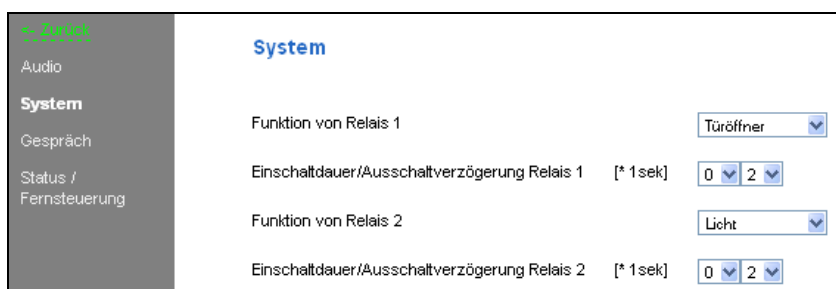 <- Zurück
Audio
System
Gespräch
Status /
Fernsteuerung
System
Funktion von Relais 1 Türöffner
Einschaltdauer/Ausschaltverzögerung Relais 1 [* 1sek] 0 2
Funktion von Relais 2 Licht
Einschaltdauer/Ausschaltverzögerung Relais 2 [* 1sek] 0 2